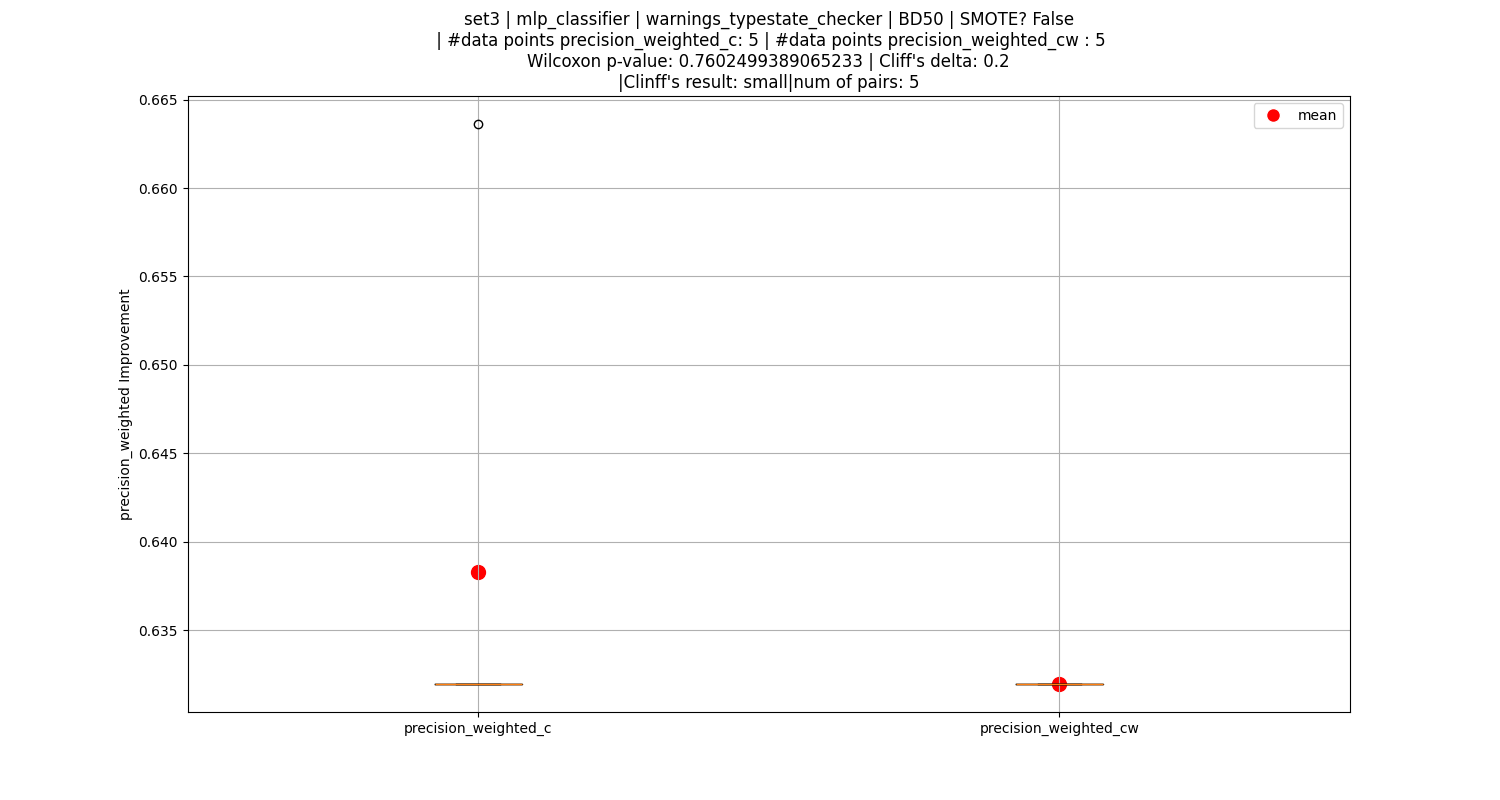 set3 | mlp_classifier | warnings_typestate_checker | BD50 | SMOTE? False
| #data points precision_weighted_c: 5 | #data points precision_weighted_cw : 5
Wilcoxon p-value: 0.7602499389065233 | Cliff's delta: 0.2
|Clinff's result: small|num of pairs: 5
mean
0.665
0.660
0.655
0.650
0.645
0.640
0.635
precision_weighted Improvement
precision_weighted_c
precision_weighted_cw